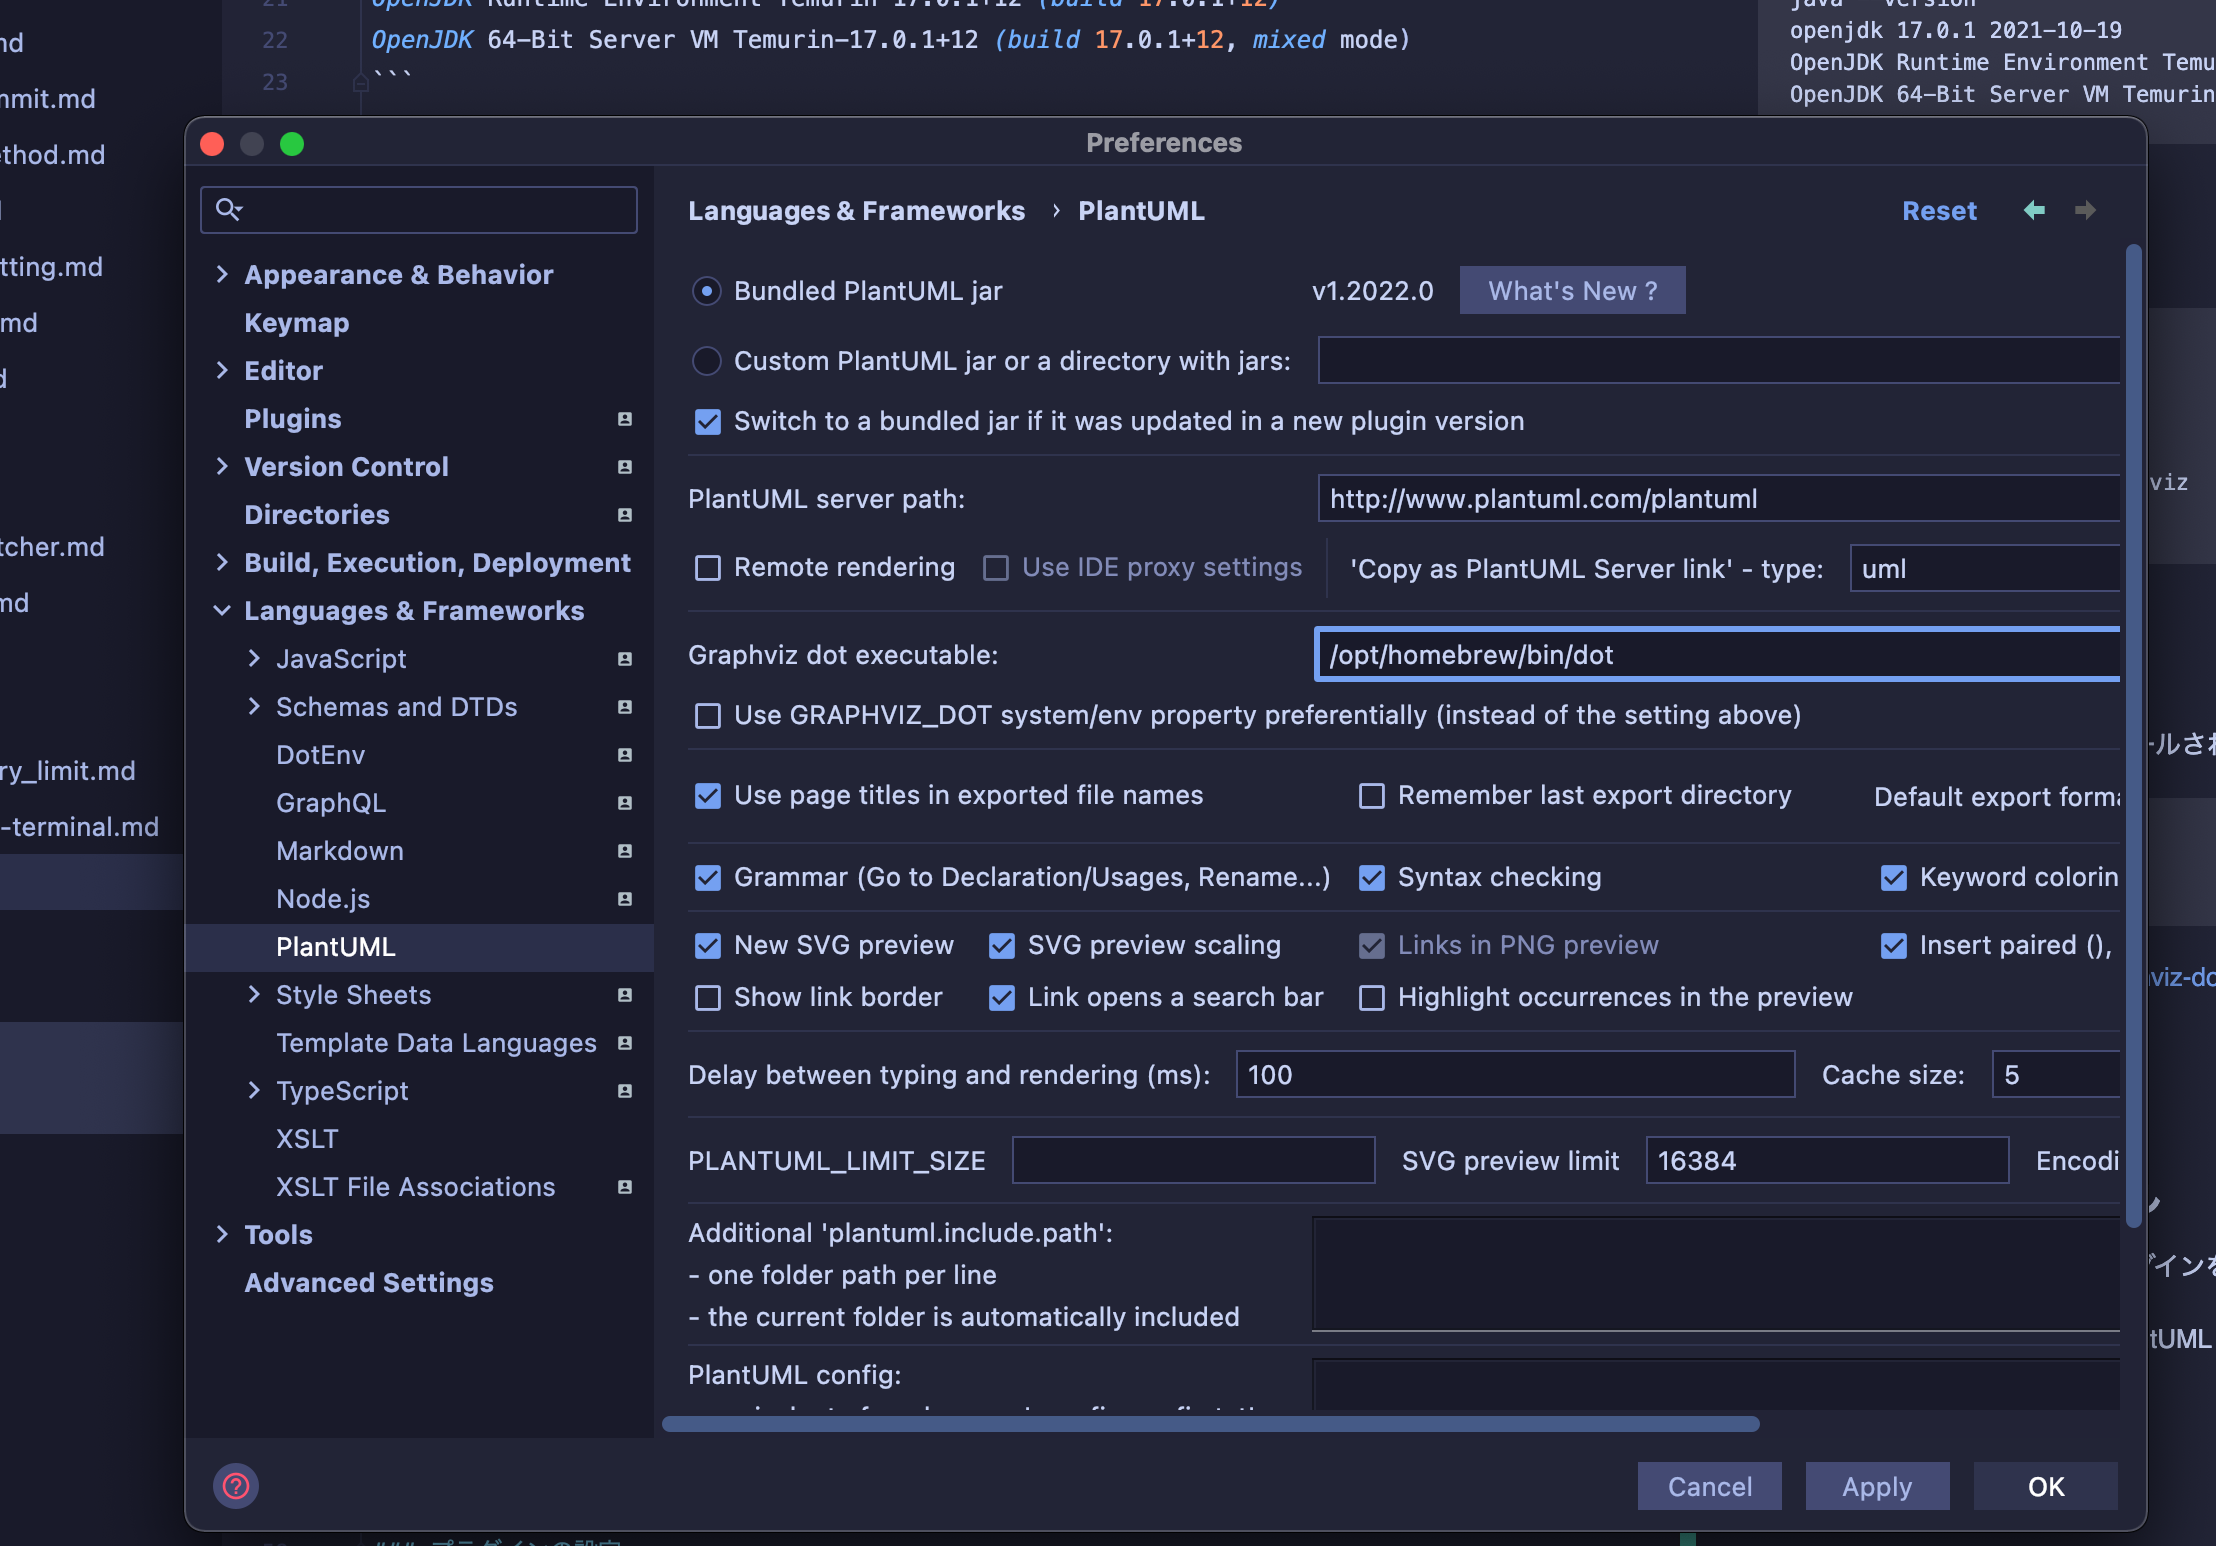 22 OpenJDK 64-Bit Server VM Temurin-17.0.1+12 (build 17.0.1+12, mixed mode)
23 ```
openjdk 17.0.1 2021-10-19
OpenJDK Runtime Environment Temu
OpenJDK 64-Bit Server VM Temurin
nmit.md
ethod.md
tting.md
md
tcher.md
md
ry_limit.md
-terminal.md
Preferences
Appearance & Behavior
Keymap
Editor
Plugins
Version Control
Directories
Build, Execution, Deployment
Languages & Frameworks
JavaScript
Schemas and DTDs
DotEnv
GraphQL
Markdown
Node.js
PlantUML
Style Sheets
Template Data Languages
TypeScript
XSLT
XSLT File Associations
Tools
Advanced Settings
Languages & Frameworks › PlantUML
Reset
Bundled PlantUML jar v1.2022.0 What's New ?
Custom PlantUML jar or a directory with jars:
Switch to a bundled jar if it was updated in a new plugin version
PlantUML server path: http://www.plantuml.com/plantuml
Remote rendering Use IDE proxy settings 'Copy as PlantUML Server link' - type: uml
Graphviz dot executable: /opt/homebrew/bin/dot
Use GRAPHVIZ_DOT system/env property preferentially (instead of the setting above)
Use page titles in exported file names Remember last export directory Default export forma
Grammar (Go to Declaration/Usages, Rename...) Syntax checking Keyword colorin
New SVG preview SVG preview scaling Links in PNG preview Insert paired (),
Show link border Link opens a search bar Highlight occurrences in the preview
Delay between typing and rendering (ms): 100 Cache size: 5
PLANTUML_LIMIT_SIZE SVG preview limit 16384 Encodi
Additional 'plantuml.include.path':
- one folder path per line
- the current folder is automatically included
PlantUML config:
Cancel Apply OK
viz
viz-do
tUML